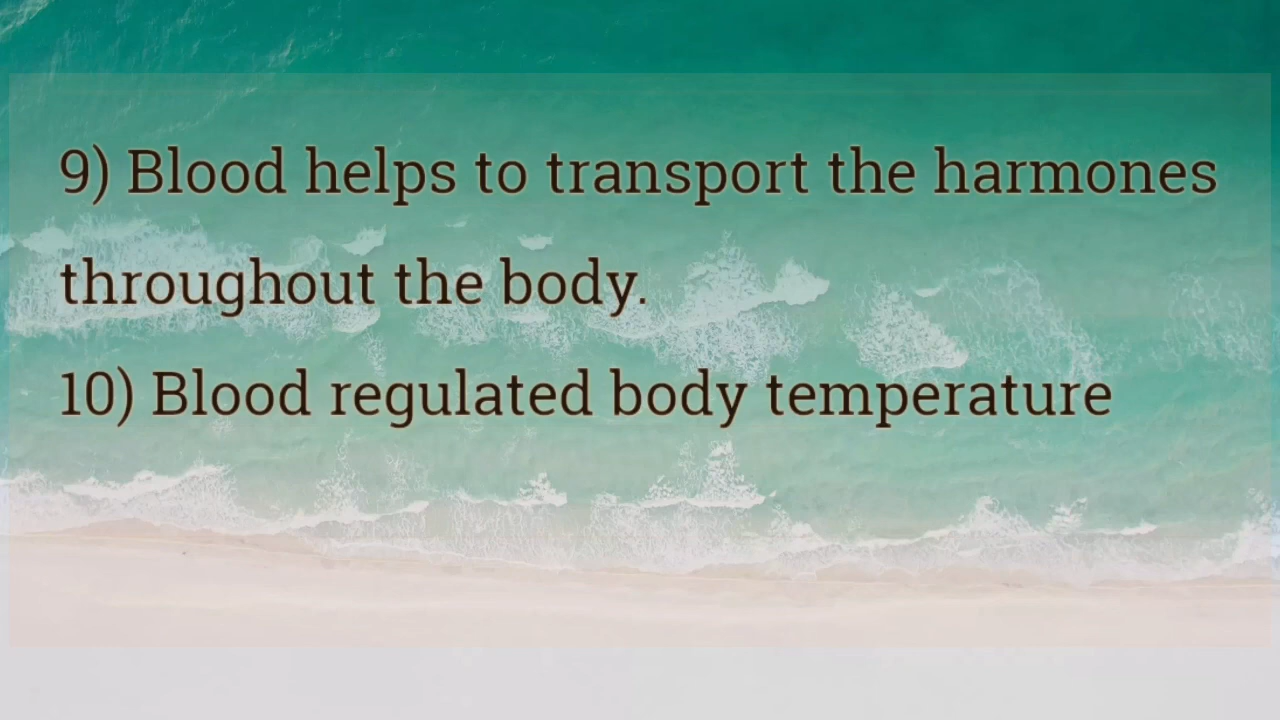 9) Blood helps to transport the harmones
throughout the body.
10) Blood regulated body temperature